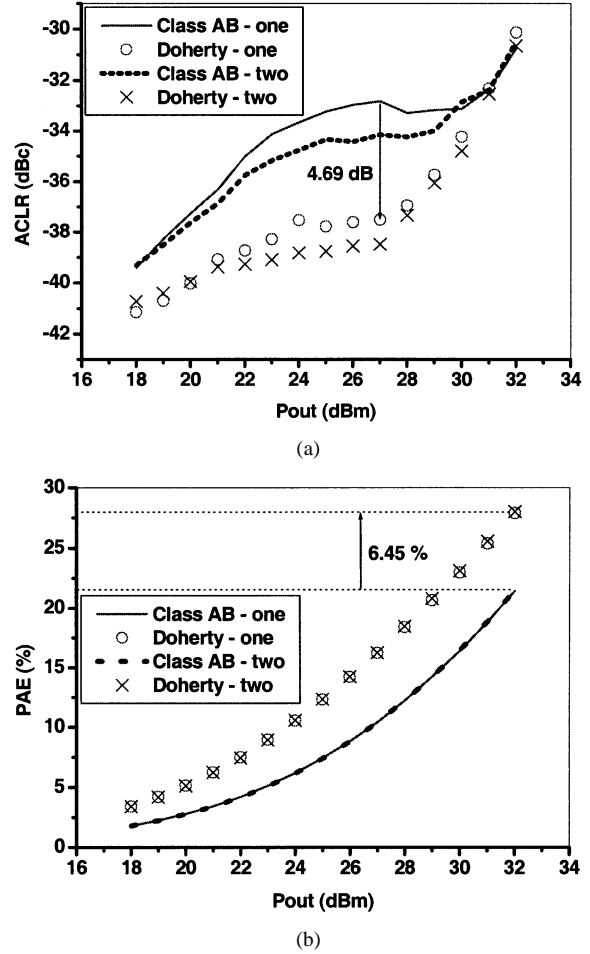 Class AB - one
Doherty - one
Class AB - two
Doherty - two
4.69 dB
ACLR (dBc)
-30
-32
-34
-36
-38
-40
-42
16 18 20 22 24 26 28 30 32 34
Pout (dBm)
(a)
30
25
20
15
10
5
0
6.45 %
Class AB - one
Doherty - one
Class AB - two
Doherty - two
PAE (%)
16 18 20 22 24 26 28 30 32 34
Pout (dBm)
(b)